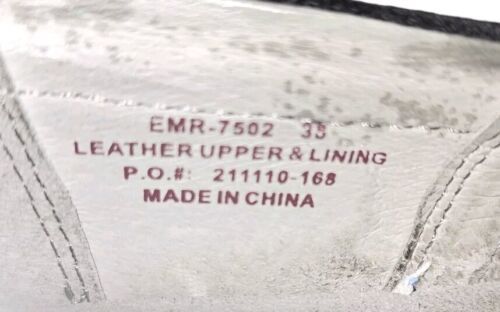 EMR-7502 35
LEATHER UPPER & LINING
P.O.#: 211110-168
MADE IN CHINA